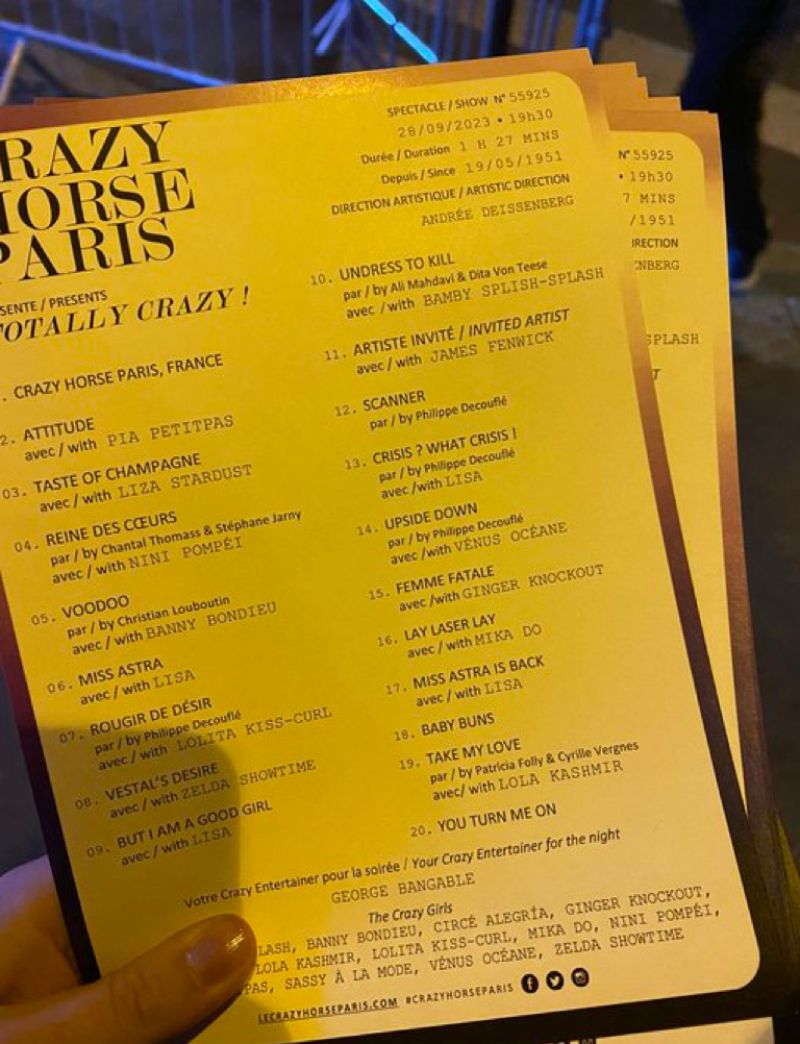 RAZY
HORSE
PARIS
SENTE / PRESENTS
TOTALLY CRAZY !
SPECTACLE / SHOW N° 55925
28/09/2023 • 19h30
Durée / Duration 1 H 27 MINS
Depuis / Since 19/05/1951
DIRECTION ARTISTIQUE / ARTISTIC DIRECTION
ANDRÉE DEISSENBERG
. CRAZY HORSE PARIS, FRANCE
2. ATTITUDE
avec / with PIA PETITPAS
03. TASTE OF CHAMPAGNE
avec / with LIZA STARDUST
04. REINE DES CŒURS
par / by Chantal Thomass & Stéphane Jarny
avec / with NINI POMPÉI
05. VOODOO
par / by Christian Louboutin
avec / with BANNY BONDIEU
06. MISS ASTRA
avec / with LISA
07. ROUGIR DE DÉSIR
par / by Philippe Decouflé
avec / with LOLITA KISS-CURL
08. VESTAL'S DESIRE
avec / with ZELDA SHOWTIME
09. BUT I AM A GOOD GIRL
avec / with LISA
10. UNDRESS TO KILL
par / by Ali Mahdavi & Dita Von Teese
avec /with BAMBY SPLISH-SPLASH
11. ARTISTE INVITÉ / INVITED ARTIST
avec / with JAMES FENWICK
12. SCANNER
par / by Philippe Decouflé
13. CRISIS ? WHAT CRISIS !
par / by Philippe Decouflé
avec /with LISA
14. UPSIDE DOWN
par / by Philippe Decouflé
avec /with VÉNUS OCÉANE
15. FEMME FATALE
avec /with GINGER KNOCKOUT
16. LAY LASER LAY
avec / with MIKA DO
17. MISS ASTRA IS BACK
avec / with LISA
18. BABY BUNS
19. TAKE MY LOVE
par / by Patricia Folly & Cyrille Vergnes
avec/ with LOLA KASHMIR
20. YOU TURN ME ON
Votre Crazy Entertainer pour la soirée / Your Crazy Entertainer for the night
GEORGE BANGABLE
The Crazy Girls
LASH, BANNY BONDIEU, CIRCÉ ALEGRÍA, GINGER KNOCKOUT,
LOLA KASHMIR, LOLITA KISS-CURL, MIKA DO, NINI POMPÉI,
PAS, SASSY À LA MODE, VÉNUS OCÉANE, ZELDA SHOWTIME
LECRAZYHORSEPARIS.COM #CRAZYHORSEPARIS
N° 55925
• 19h30
7 MINS
/1951
IRECTION
ENBERG
SPLASH
T